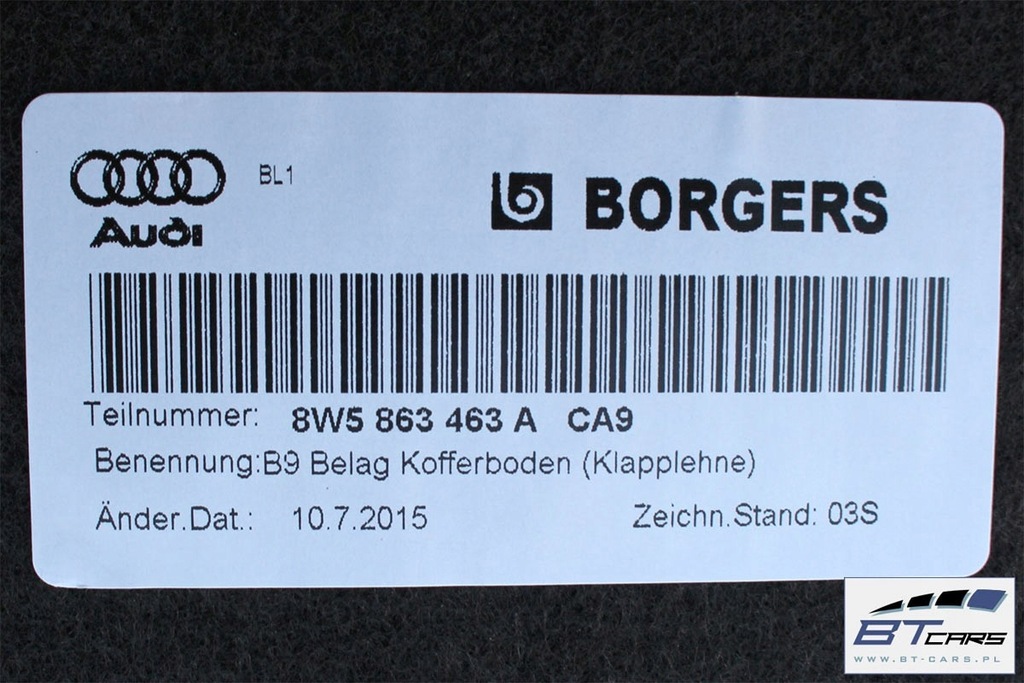 BL1
Audi
BORGERS
Teilnummer: 8W5 863 463 A CA9
Benennung:B9 Belag Kofferboden (Klapplehne)
Änder.Dat.: 10.7.2015 Zeichn.Stand: 03S
BT CARS
WWW.BT-CARS.PL